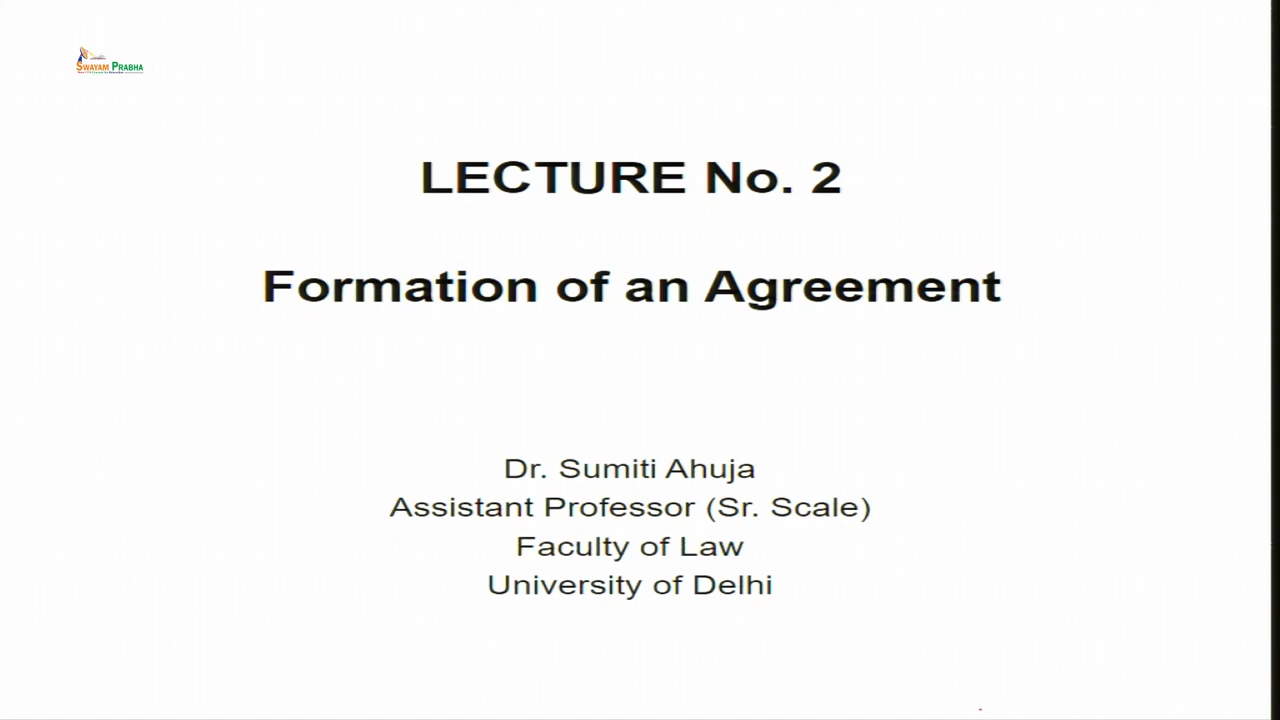 SWAYAM PRABHA
LECTURE No. 2
Formation of an Agreement
Dr. Sumiti Ahuja
Assistant Professor (Sr. Scale)
Faculty of Law
University of Delhi